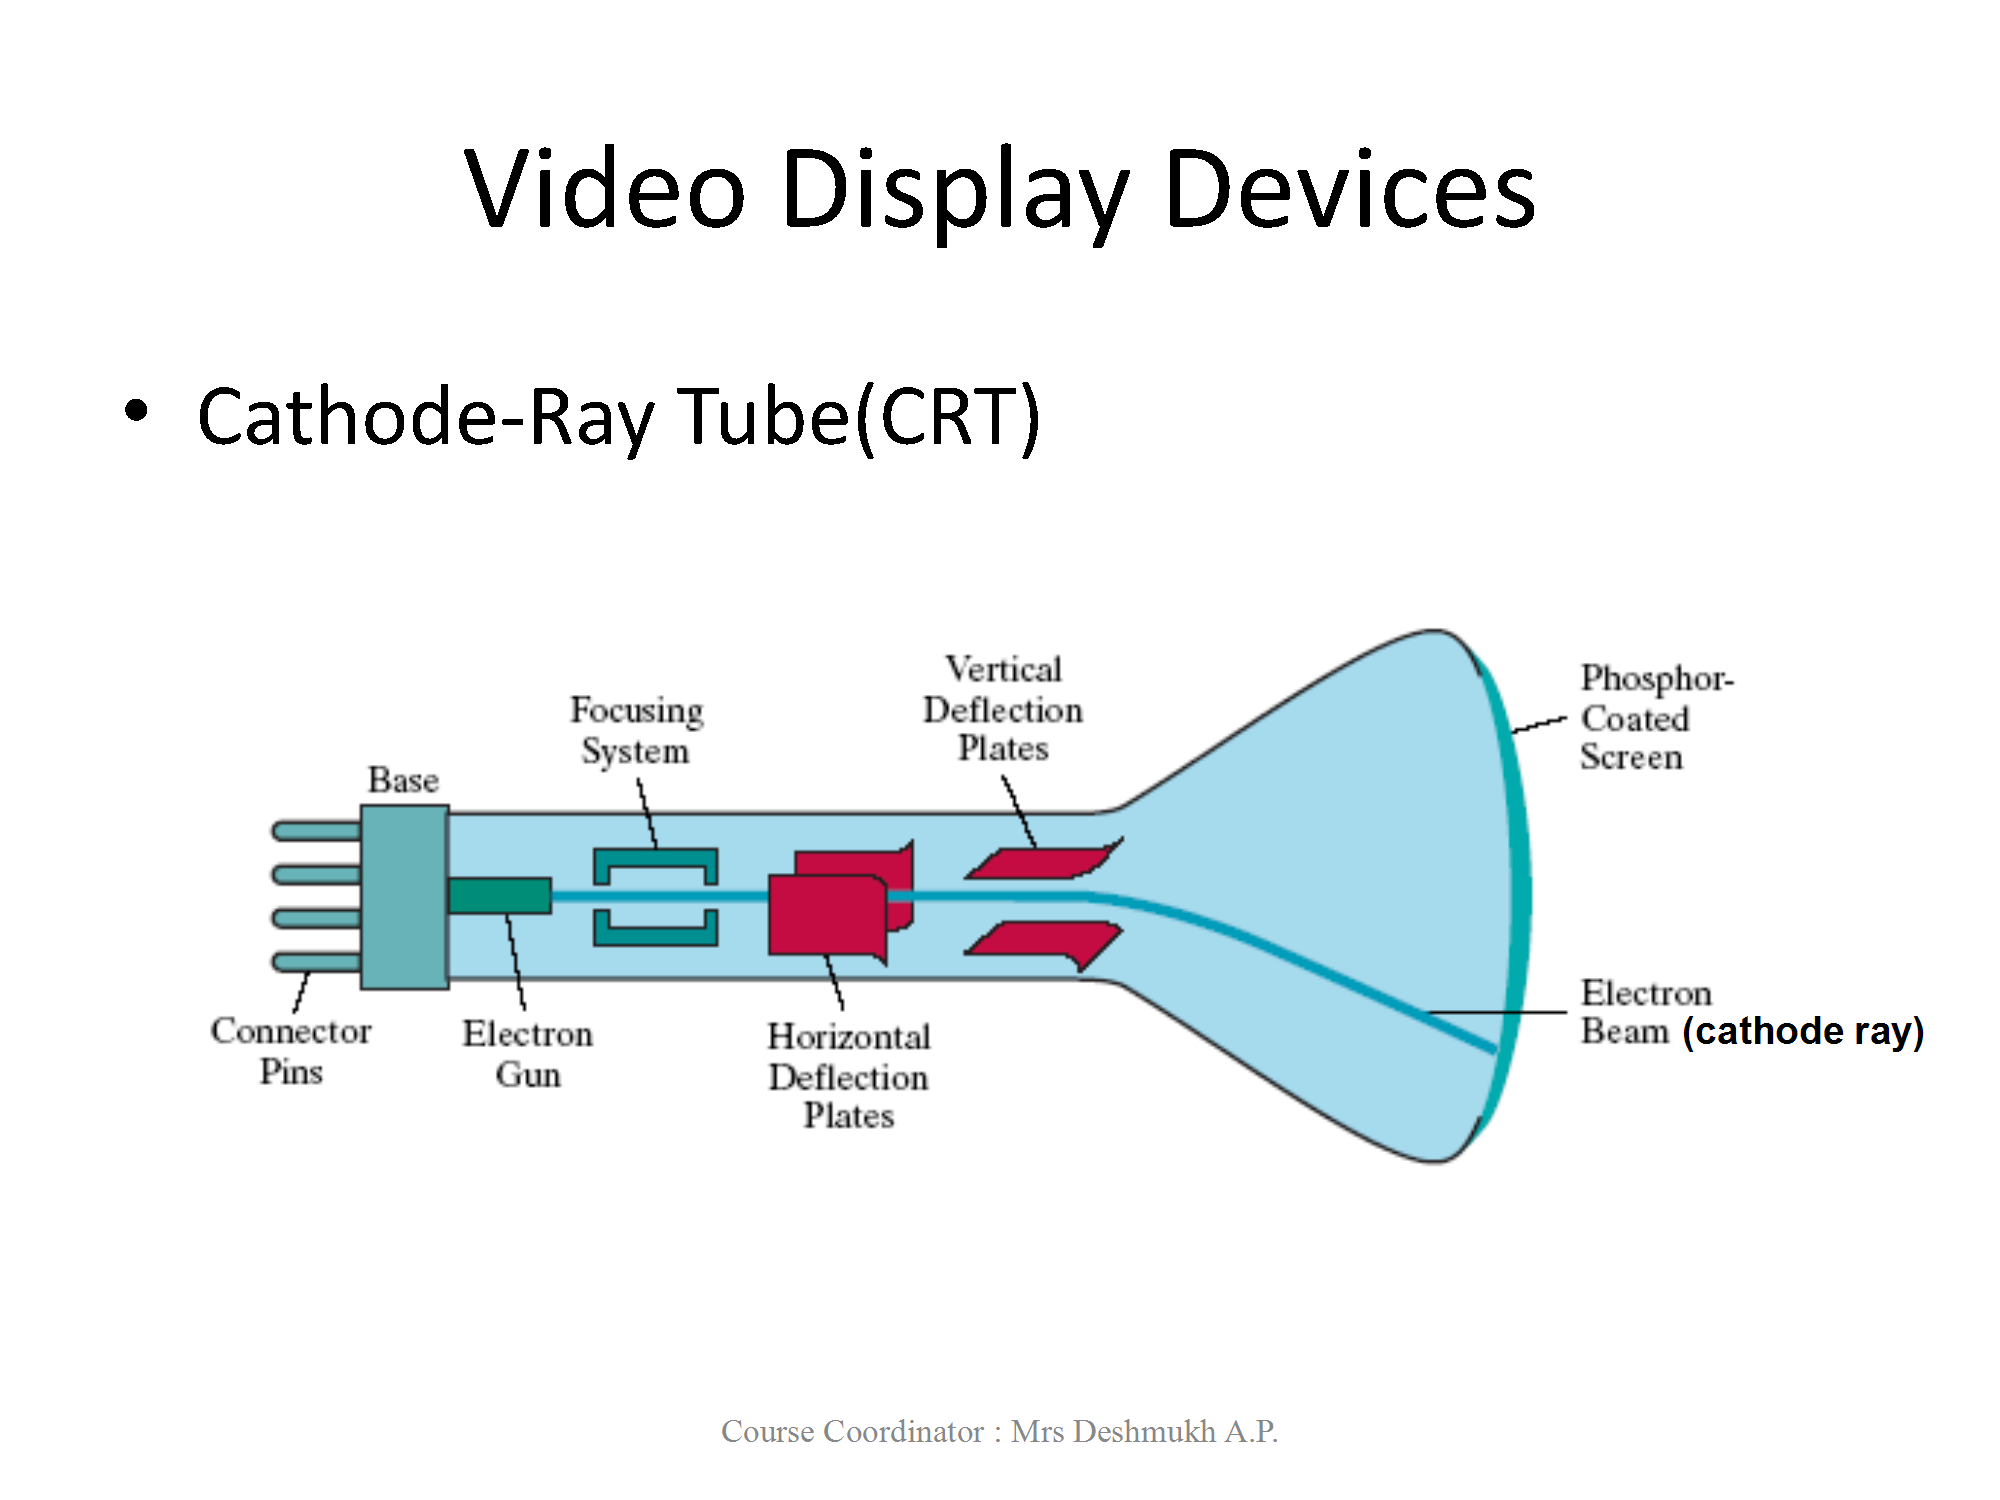 Video Display Devices
• Cathode-Ray Tube(CRT)
Vertical
Deflection
Plates
Focusing
System
Base
Phosphor-
Coated
Screen
Connector
Pins
Electron
Gun
Horizontal
Deflection
Plates
Electron
Beam (cathode ray)
Course Coordinator : Mrs Deshmukh A.P.